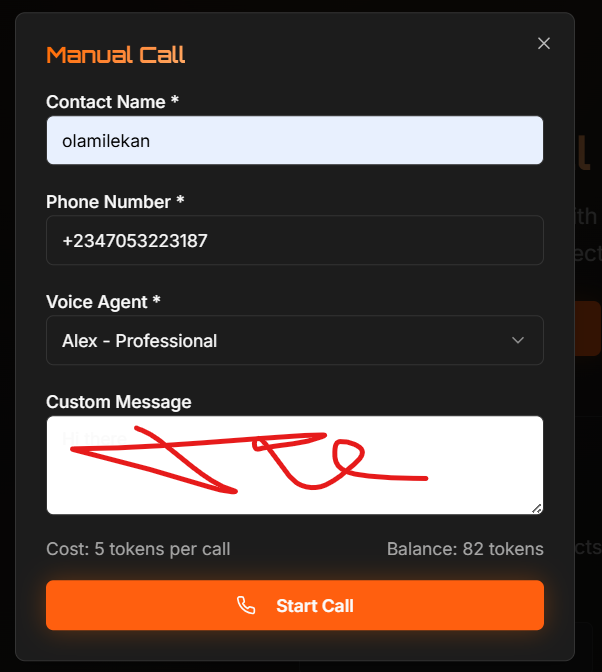 Manual Call
Contact Name *
olamilekan
Phone Number *
+2347053223187
Voice Agent *
Alex - Professional
Custom Message
Cost: 5 tokens per call
Balance: 82 tokens
Start Call